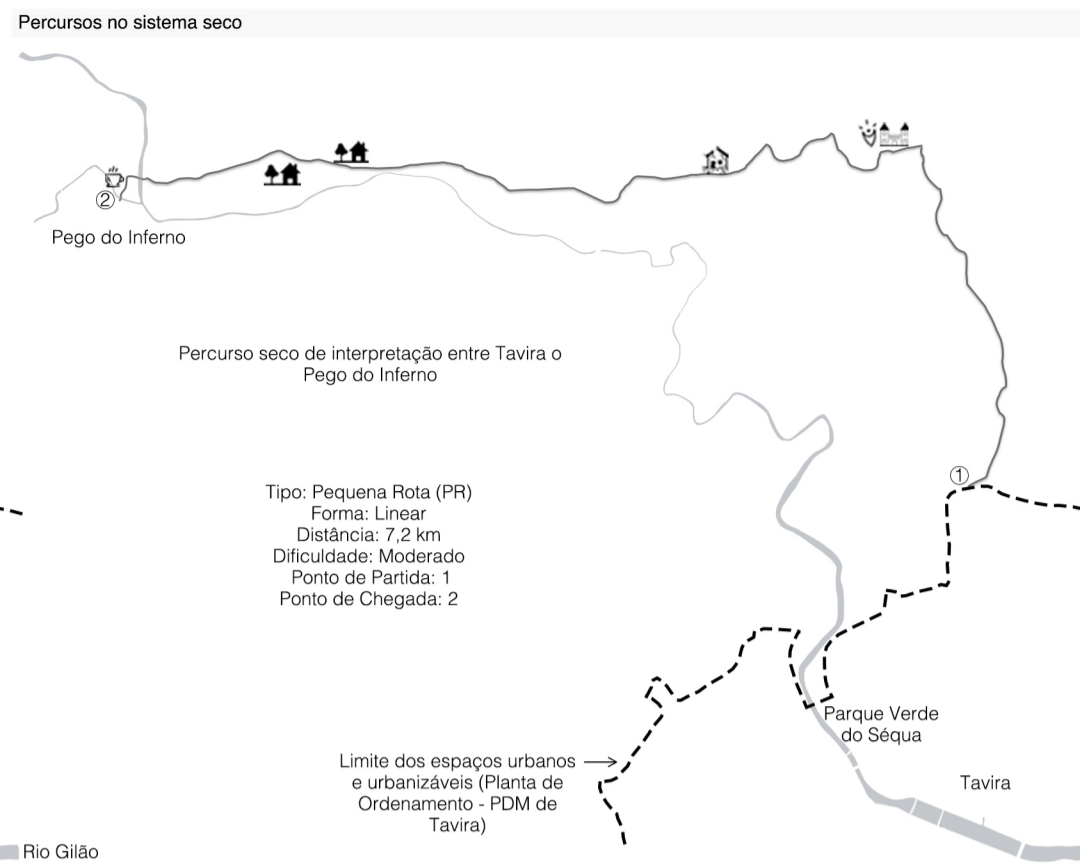 Percursos no sistema seco
2
Pego do Inferno
Percurso seco de interpretação entre Tavira o
Pego do Inferno
1
Tipo: Pequena Rota (PR)
Forma: Linear
Distância: 7,2 km
Dificuldade: Moderado
Ponto de Partida: 1
Ponto de Chegada: 2
Parque Verde
do Séqua
Limite dos espaços urbanos
e urbanizáveis (Planta de
Ordenamento - PDM de
Tavira)
Tavira
Rio Gilão